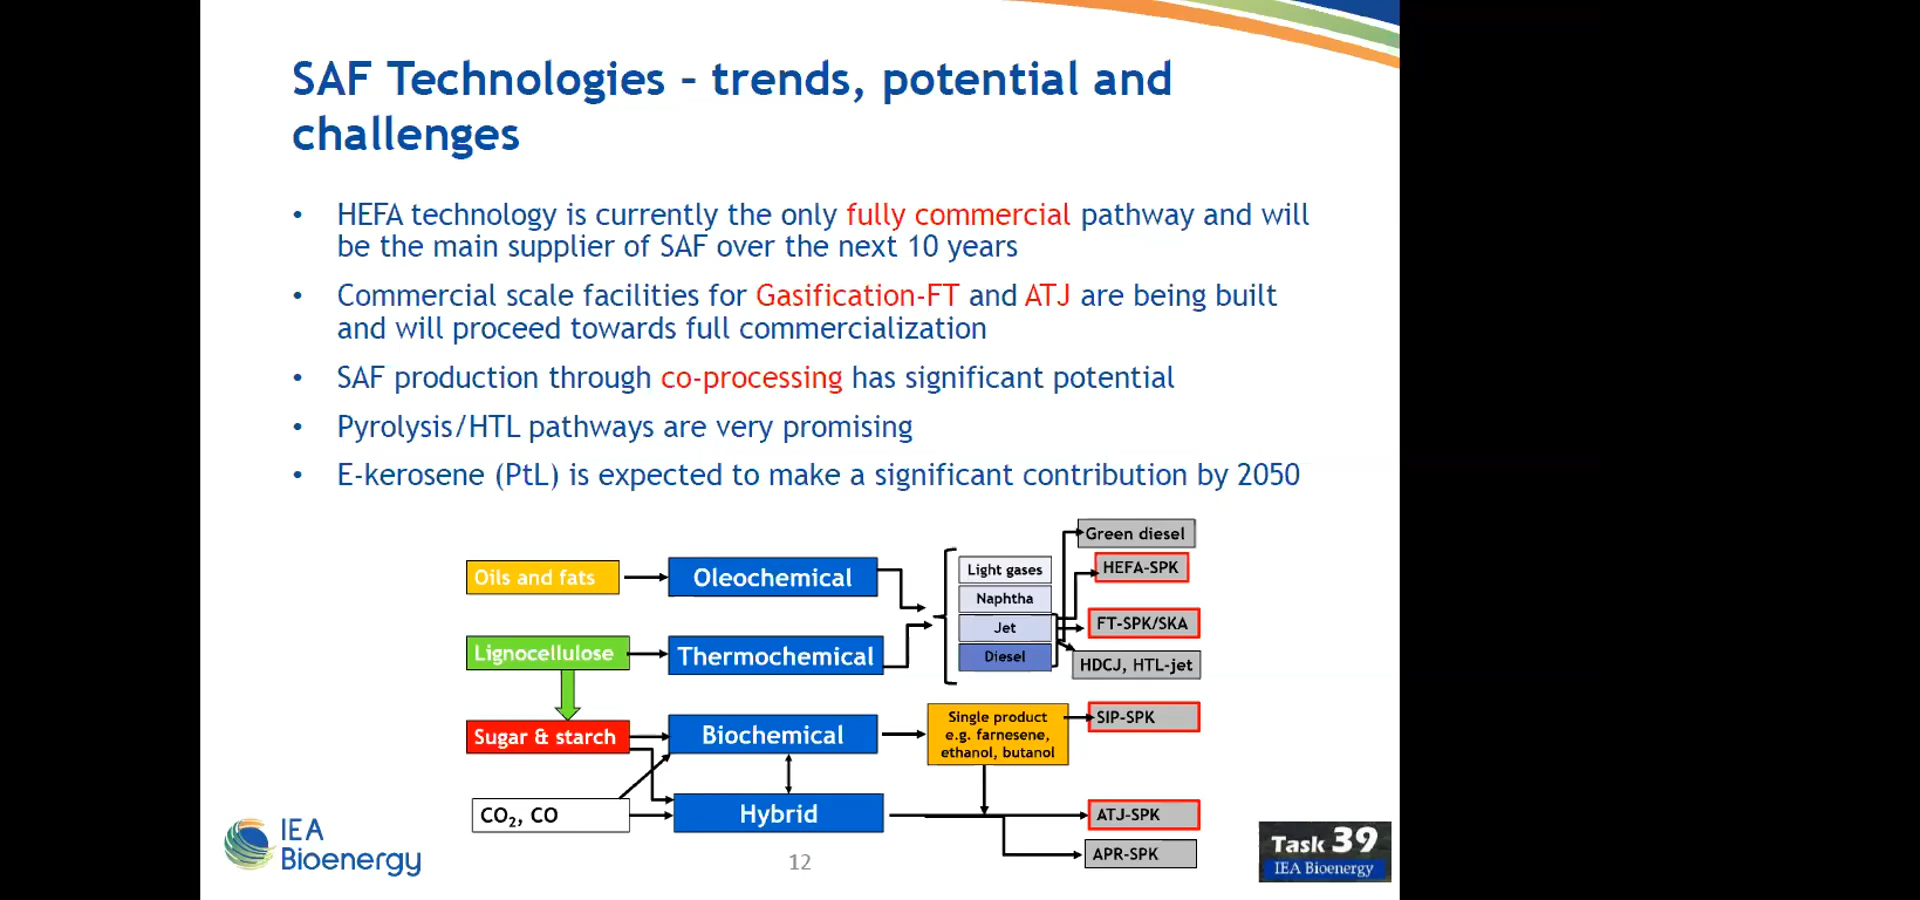 SAF Technologies – trends, potential and
challenges
• HEFA technology is currently the only fully commercial pathway and will
be the main supplier of SAF over the next 10 years
• Commercial scale facilities for Gasification-FT and ATJ are being built
and will proceed towards full commercialization
• SAF production through co-processing has significant potential
• Pyrolysis/HTL pathways are very promising
• E-kerosene (PtL) is expected to make a significant contribution by 2050
Oils and fats
Oleochemical
Lignocellulose
Thermochemical
Sugar & starch
Biochemical
CO₂, CO
Hybrid
Light gases
Naphtha
Jet
Diesel
Single product
e.g. farnesene,
ethanol, butanol
Green diesel
HEFA-SPK
FT-SPK/SKA
HDCJ, HTL-jet
SIP-SPK
ATJ-SPK
APR-SPK
IEA
Bioenergy
12
Task 39
IEA Bioenergy